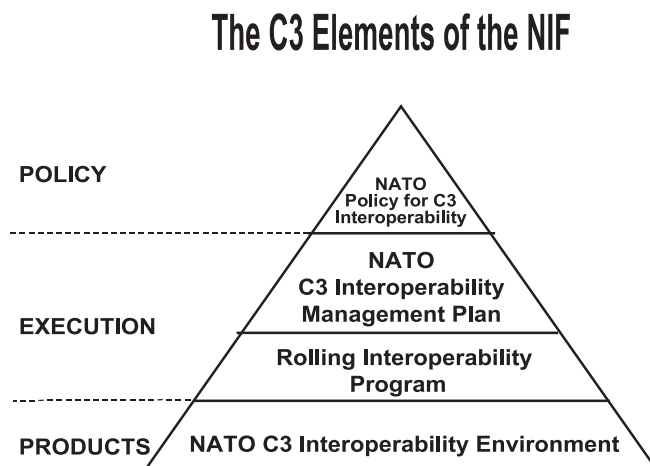 The C3 Elements of the NIF
POLICY
NATO
Policy for C3
Interoperability
NATO
C3 Interoperability
Management Plan
EXECUTION
Rolling Interoperability
Program
PRODUCTS
NATO C3 Interoperability Environment